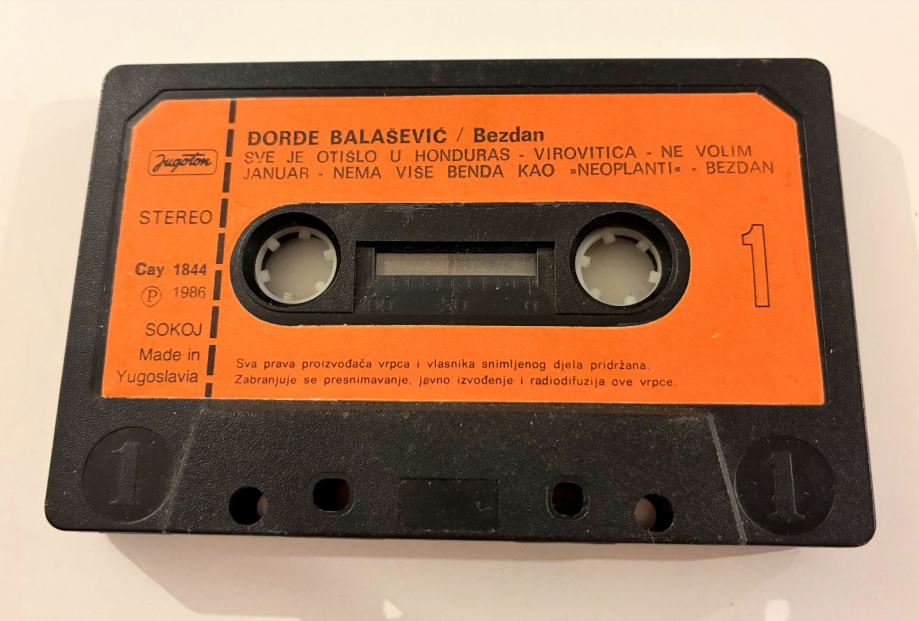 ĐORĐE BALAŠEVIĆ / Bezdan
SVE JE OTIŠLO U HONDURAS - VIROVITICA - NE VOLIM
JANUAR - NEMA VIŠE BENDA KAO »NEOPLANTI« - BEZDAN
Jugoton
STEREO
Cay 1844
Ⓟ 1986
SOKOJ
Made in
Yugoslavia
1
Sva prava proizvođača vrpca i vlasnika snimljenog djela pridržana.
Zabranjuje se presnimavanje, javno izvođenje i radiodifuzija ove vrpce.
1
1